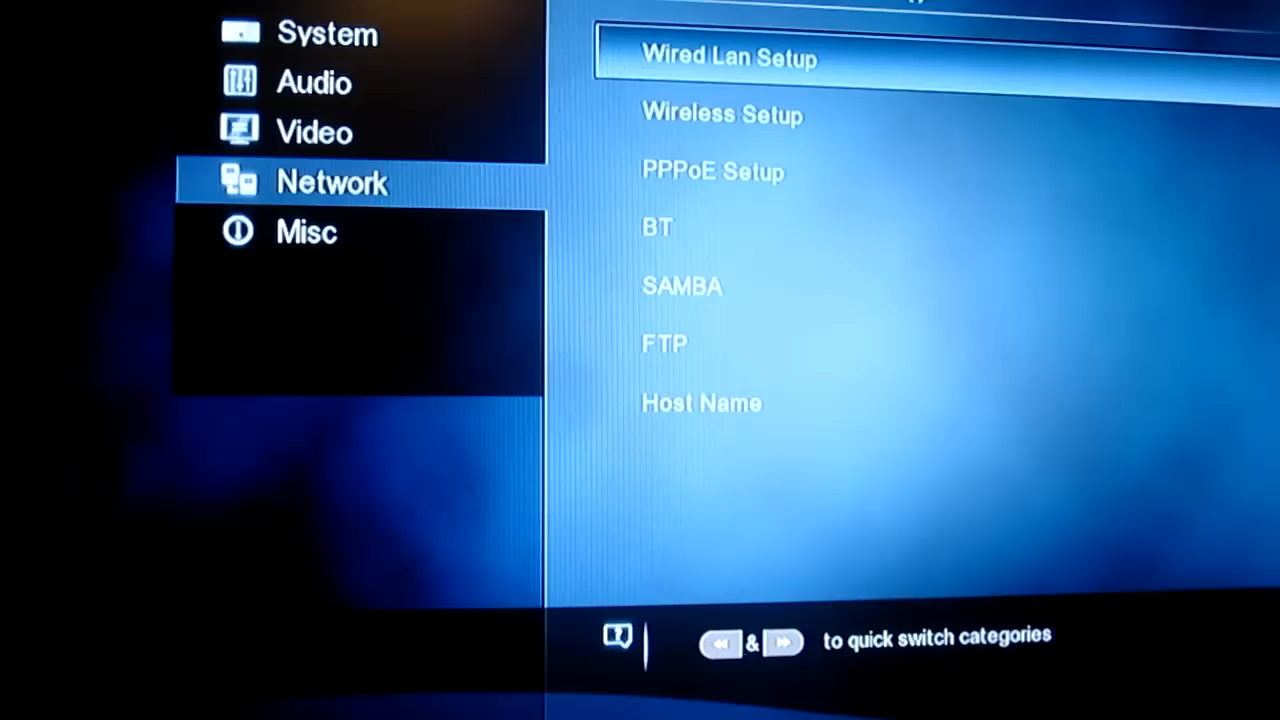 System
Audio
Video
Network
Misc
Wired Lan Setup
Wireless Setup
PPPoE Setup
BT
SAMBA
FTP
Host Name
& to quick switch categories